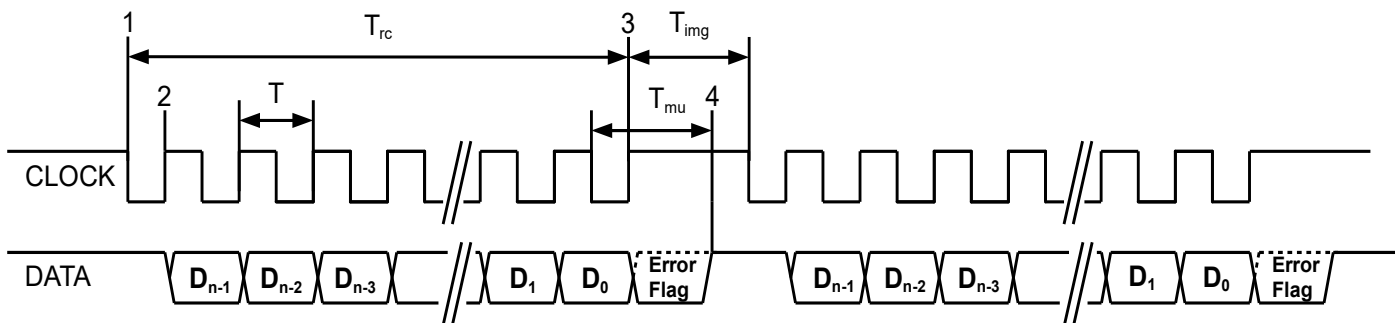 1 T_rc 3 T_img
2 T T_mu 4
CLOCK
DATA D_n-1 D_n-2 D_n-3 D_1 D_0 Error Flag D_n-1 D_n-2 D_n-3 D_1 D_0 Error Flag